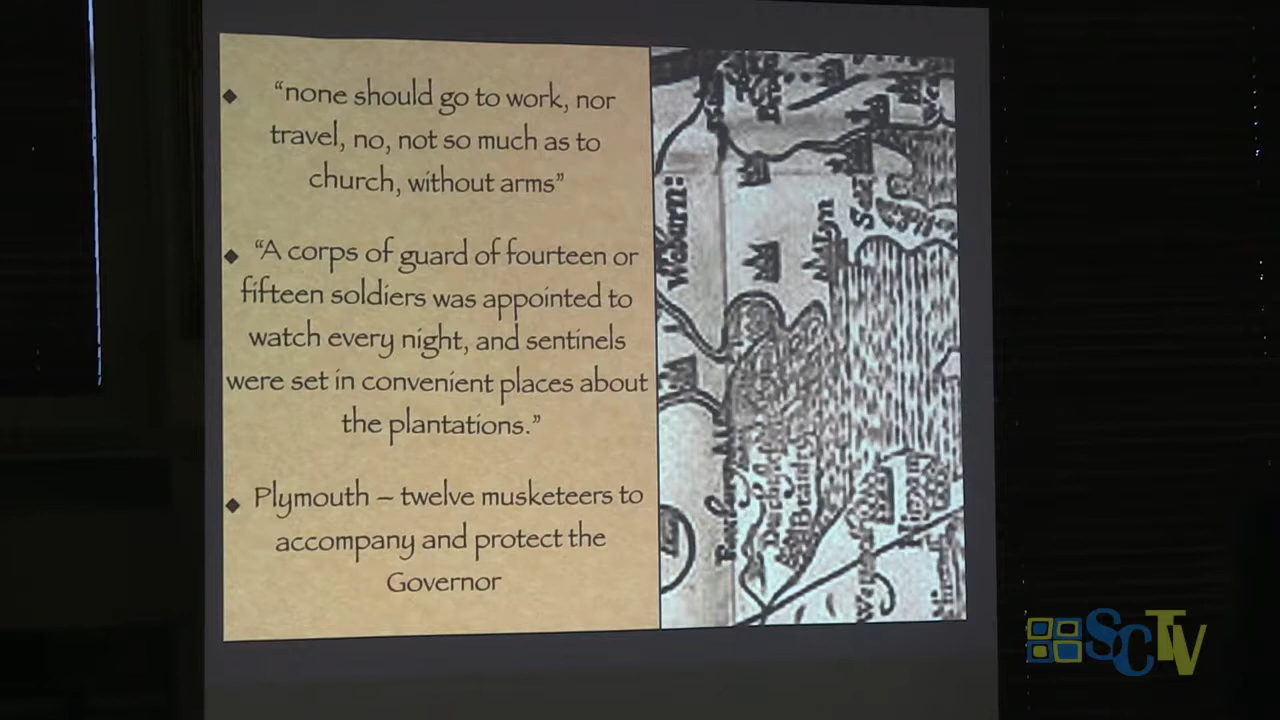 ◆ “none should go to work, nor
travel, no, not so much as to
church, without arms”
◆ “A corps of guard of fourteen or
fifteen soldiers was appointed to
watch every night, and sentinels
were set in convenient places about
the plantations.”
◆ Plymouth – twelve musketeers to
accompany and protect the
Governor
Woburn:
Lyn
SCTV